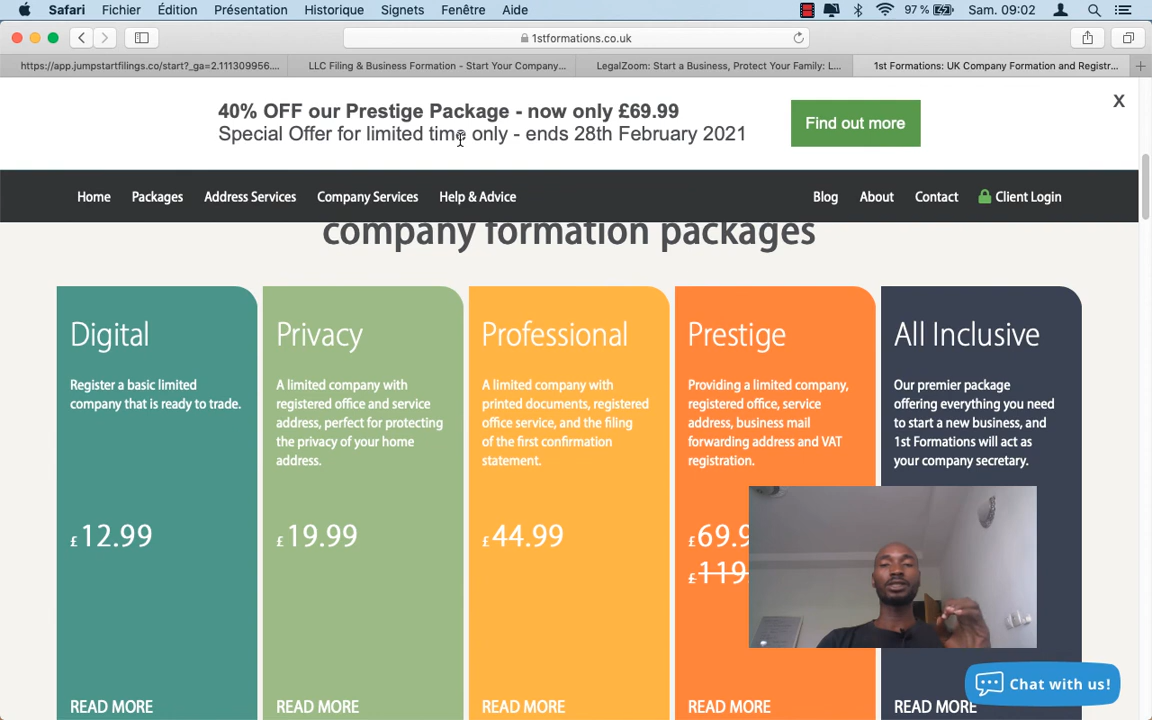 Safari Fichier Édition Présentation Historique Signets Fenêtre Aide 97 % Sam. 09:02
1stformations.co.uk
https://app.jumpstartfilings.co/start?_ga=2.111309956.... LLC Filing & Business Formation - Start Your Company... LegalZoom: Start a Business, Protect Your Family: L... 1st Formations: UK Company Formation and Registr...
40% OFF our Prestige Package - now only £69.99
Special Offer for limited time only - ends 28th February 2021
Find out more
X
Home Packages Address Services Company Services Help & Advice Blog About Contact Client Login
company formation packages
Digital
Register a basic limited
company that is ready to trade.
£12.99
READ MORE
Privacy
A limited company with
registered office and service
address, perfect for protecting
the privacy of your home
address.
£19.99
READ MORE
Professional
A limited company with
printed documents, registered
office service, and the filing
of the first confirmation
statement.
£44.99
READ MORE
Prestige
Providing a limited company,
registered office, service
address, business mail
forwarding address and VAT
registration.
£69.9
£119
READ MORE
All Inclusive
Our premier package
offering everything you need
to start a new business, and
1st Formations will act as
your company secretary.
READ MORE
Chat with us!